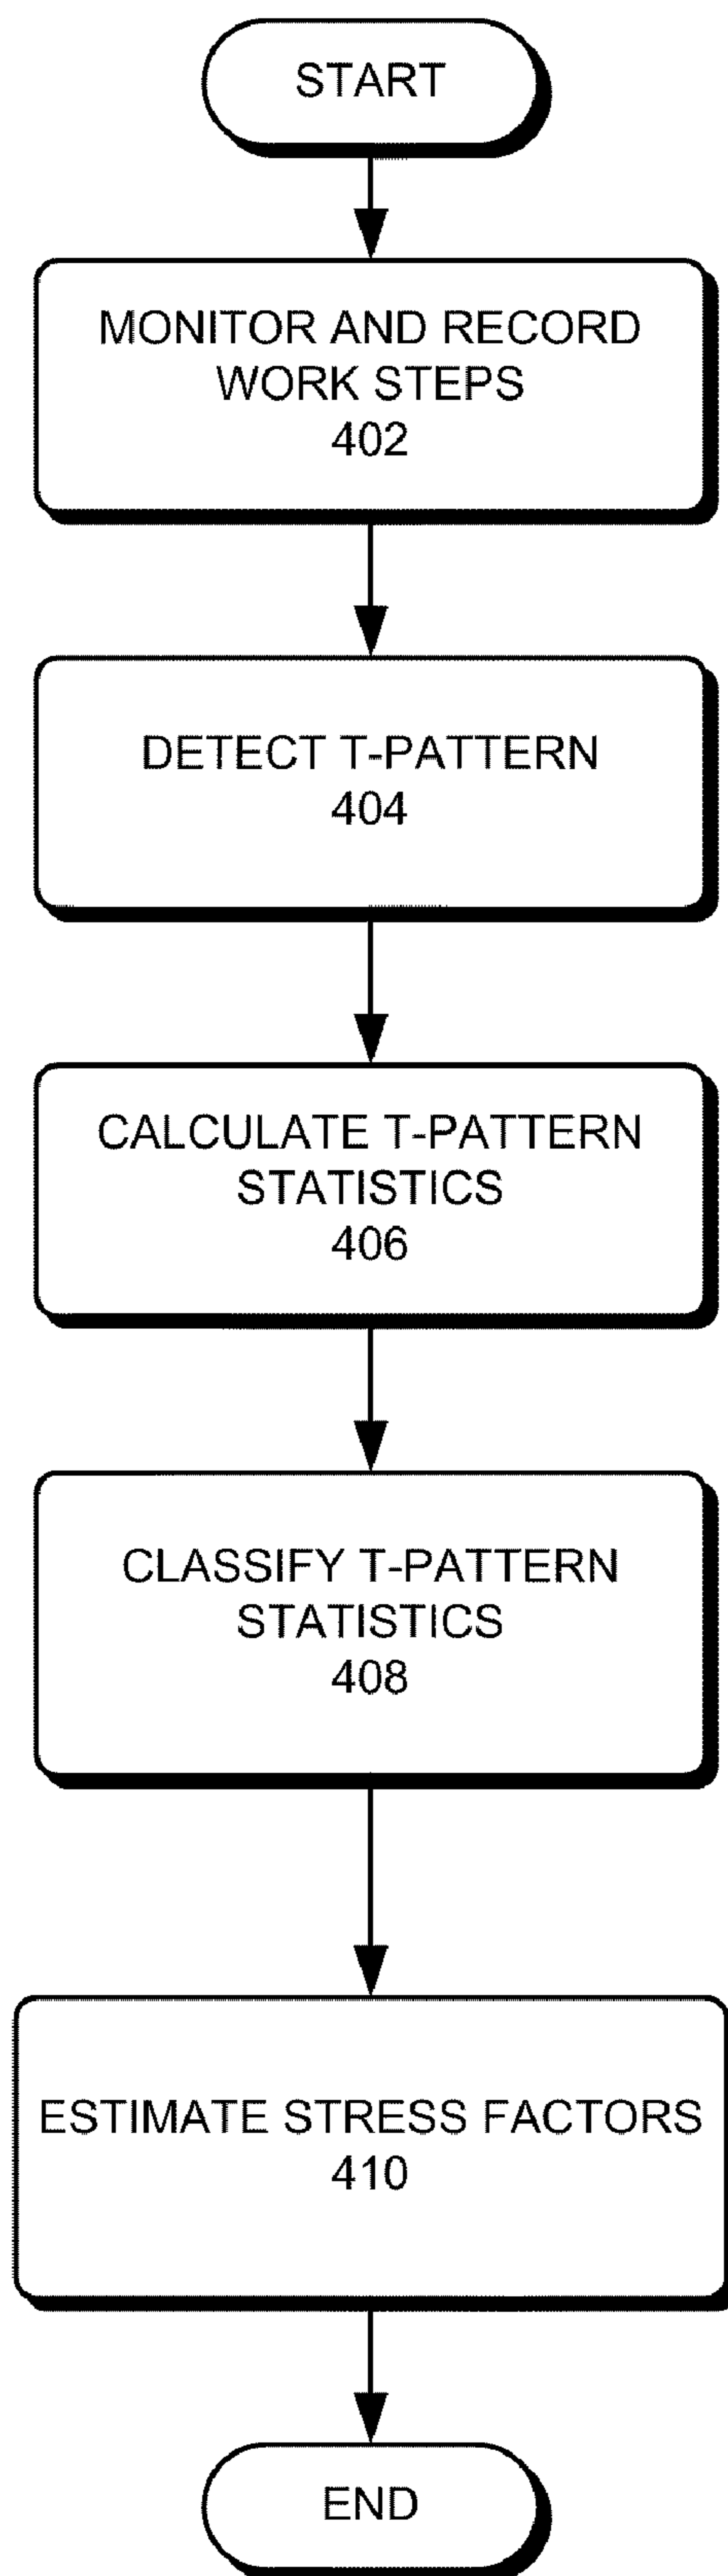 START
MONITOR AND RECORD
WORK STEPS
402
DETECT T-PATTERN
404
CALCULATE T-PATTERN
STATISTICS
406
CLASSIFY T-PATTERN
STATISTICS
408
ESTIMATE STRESS FACTORS
410
END